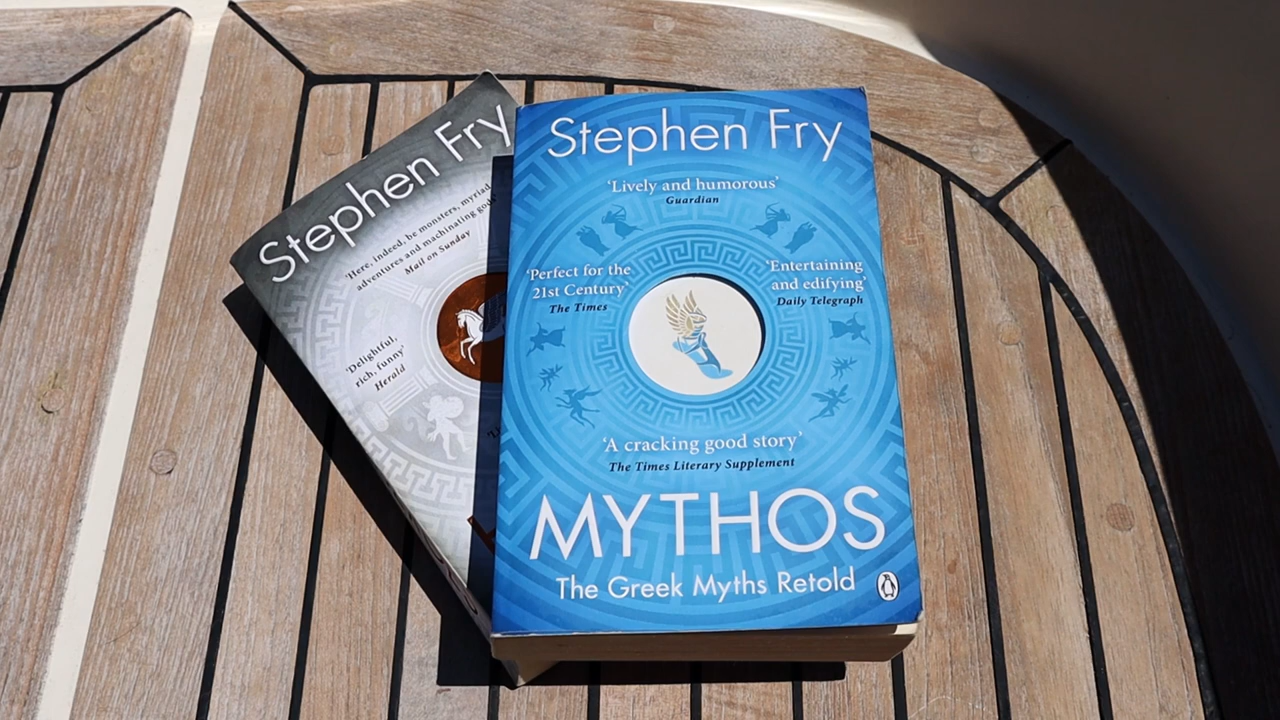 Stephen Fry
'Here, indeed, be monsters, myriad
adventures and machinating gods'
Mail on Sunday
'Delightful,
rich, funny'
Herald
Stephen Fry
'Lively and humorous'
Guardian
'Perfect for the
21st Century'
The Times
'Entertaining
and edifying'
Daily Telegraph
'A cracking good story'
The Times Literary Supplement
MYTHOS
The Greek Myths Retold